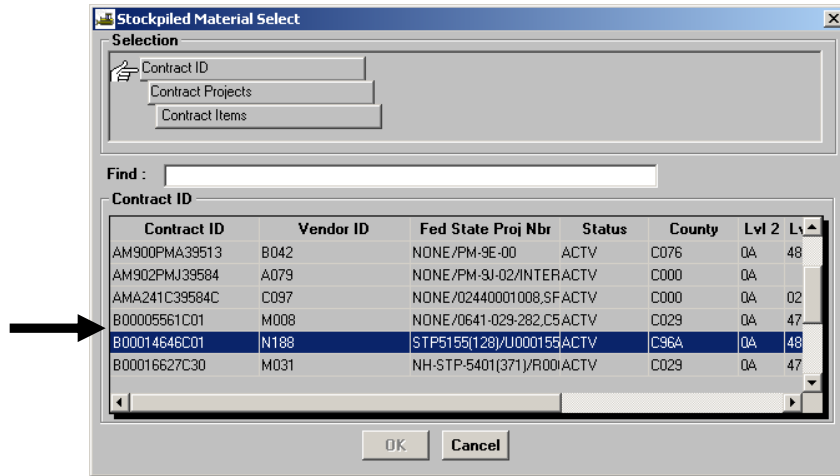 Stockpiled Material Select
Selection
Contract ID
Contract Projects
Contract Items
Find :
Contract ID
Contract ID Vendor ID Fed State Proj Nbr Status County Lvl 2 Lv
AM900PMA39513 B042 NONE/PM-9E-00 ACTV C076 0A 48
AM902PMJ39584 A079 NONE/PM-9J-02/INTER ACTV C000 0A
AMA241C39584C C097 NONE/02440001008,SF ACTV C000 0A 02
B00005561C01 M008 NONE/0641-029-282,C5 ACTV C029 0A 47
B00014646C01 N188 STP5155(128)/U000155 ACTV C96A 0A 48
B00016627C30 M031 NH-STP-5401(371)/R00 ACTV C029 0A 47
OK Cancel